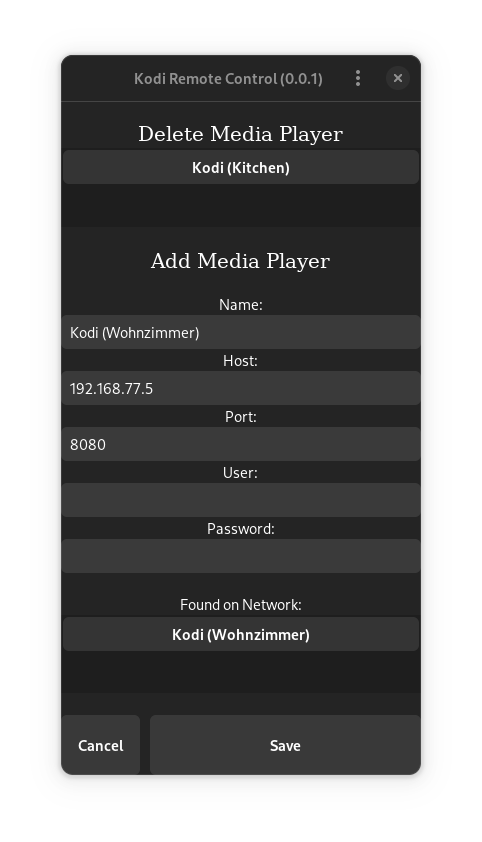 Kodi Remote Control (0.0.1)
Delete Media Player
Kodi (Kitchen)
Add Media Player
Name:
Kodi (Wohnzimmer)
Host:
192.168.77.5
Port:
8080
User:
Password:
Found on Network:
Kodi (Wohnzimmer)
Cancel Save